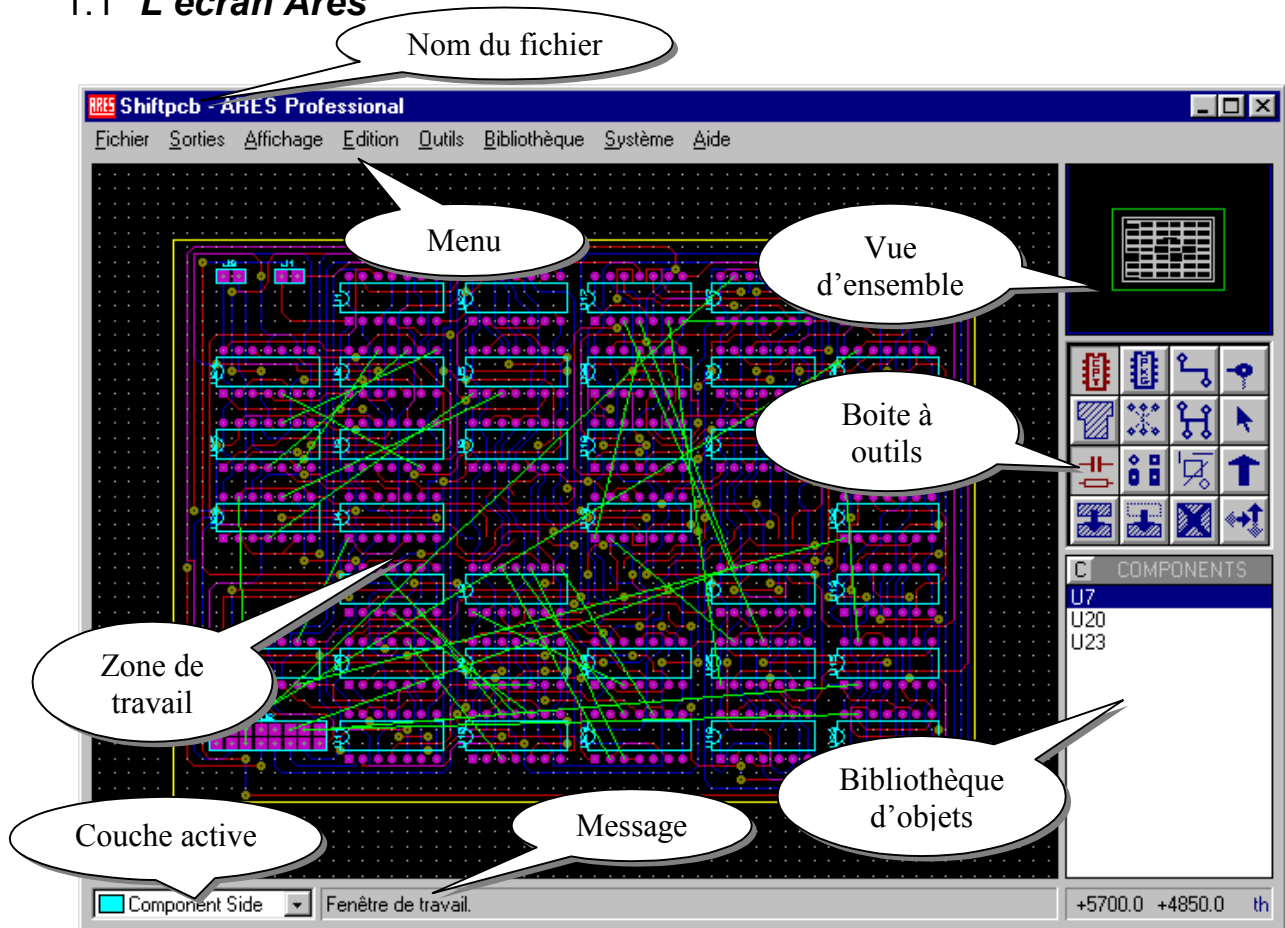 1.1 L'écran Ares
Nom du fichier
ARES Shiftpcb - ARES Professional
Fichier Sorties Affichage Edition Outils Bibliothèque Système Aide
Menu
Vue
d'ensemble
Boite à
outils
C COMPONENTS
U7
U20
U23
Zone de
travail
Bibliothèque
d'objets
Couche active
Message
Component Side
Fenêtre de travail.
+5700.0 +4850.0 th